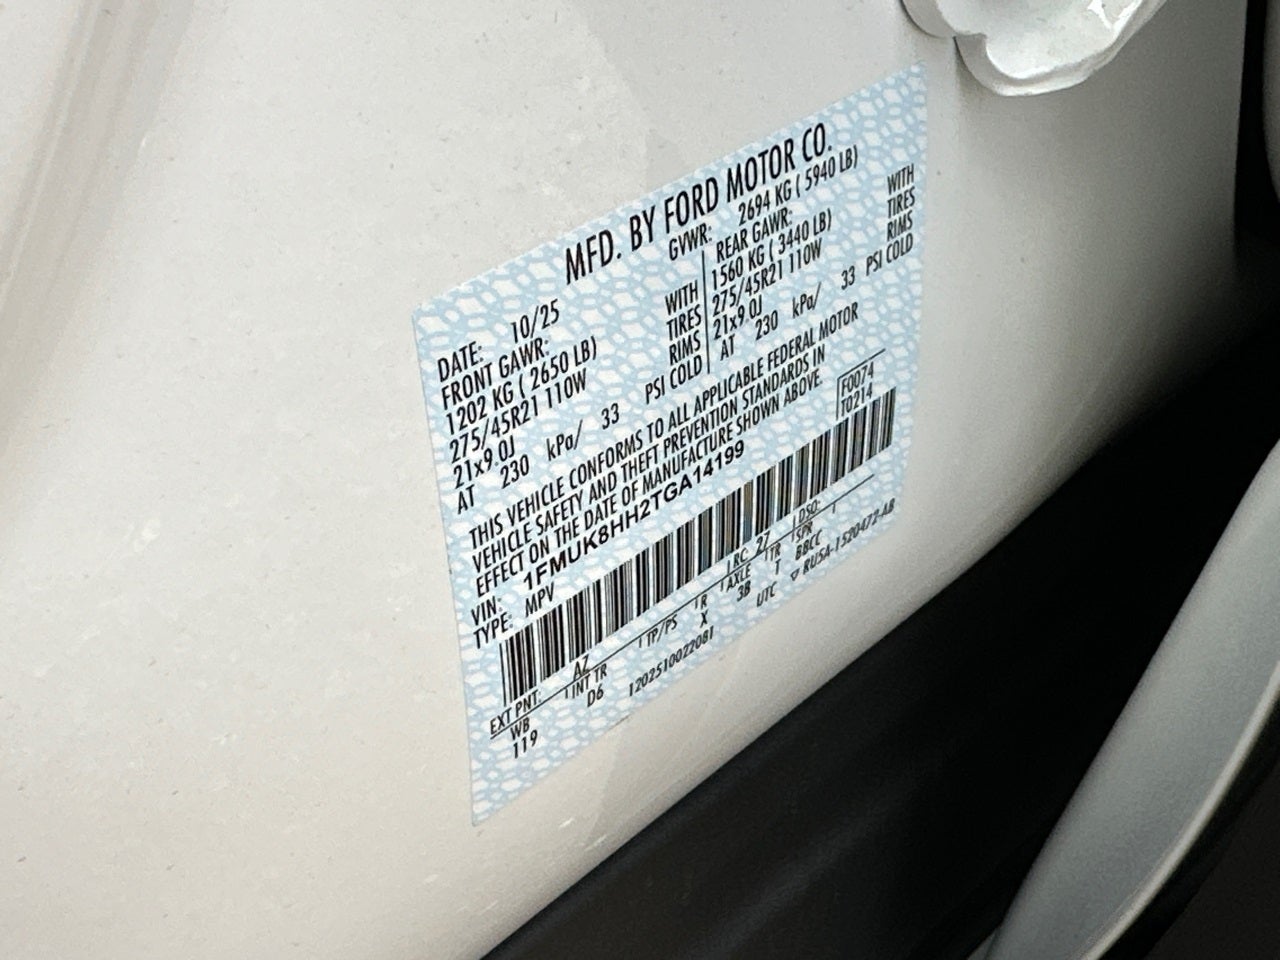 MFD. BY FORD MOTOR CO.
DATE: 10/25
GVWR: 2694 KG ( 5940 LB)
FRONT GAWR:
1202 KG ( 2650 LB) WITH
275/45R21 110W TIRES
21x9.0J RIMS
AT 230 kPa/ 33 PSI COLD
REAR GAWR:
1560 KG ( 3440 LB) WITH
275/45R21 110W TIRES
21x9.0J RIMS
AT 230 kPa/ 33 PSI COLD
THIS VEHICLE CONFORMS TO ALL APPLICABLE FEDERAL MOTOR
VEHICLE SAFETY AND THEFT PREVENTION STANDARDS IN
EFFECT ON THE DATE OF MANUFACTURE SHOWN ABOVE.
VIN: 1FMUK8HH2TGA14199
TYPE: MPV
F0074
T0214
EXT PNT: AZ RC: 27 DSO:
WB INT TR TP/PS R AXLE TR SPR
119 D6 X 3B T BBCC
1202510022081 UTC ▽ RU5A-1520472-AB